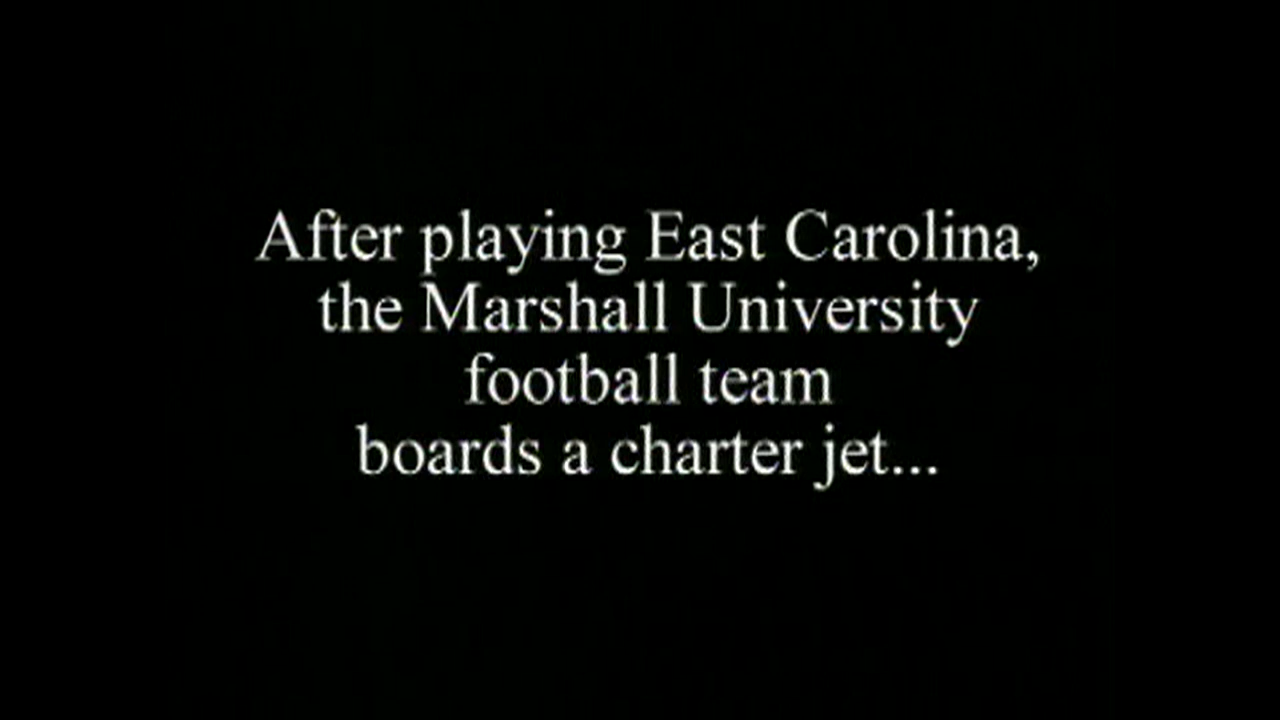 After playing East Carolina,
the Marshall University
football team
boards a charter jet...